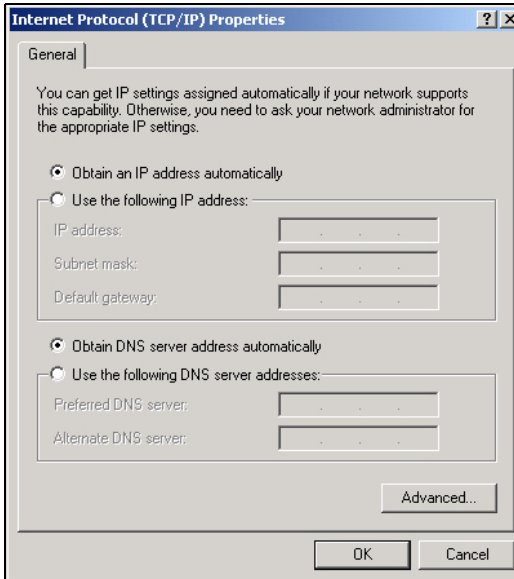 Internet Protocol (TCP/IP) Properties
General
You can get IP settings assigned automatically if your network supports
this capability. Otherwise, you need to ask your network administrator for
the appropriate IP settings.
Obtain an IP address automatically
Use the following IP address:
IP address:
Subnet mask:
Default gateway:
Obtain DNS server address automatically
Use the following DNS server addresses:
Preferred DNS server:
Alternate DNS server:
Advanced...
OK
Cancel